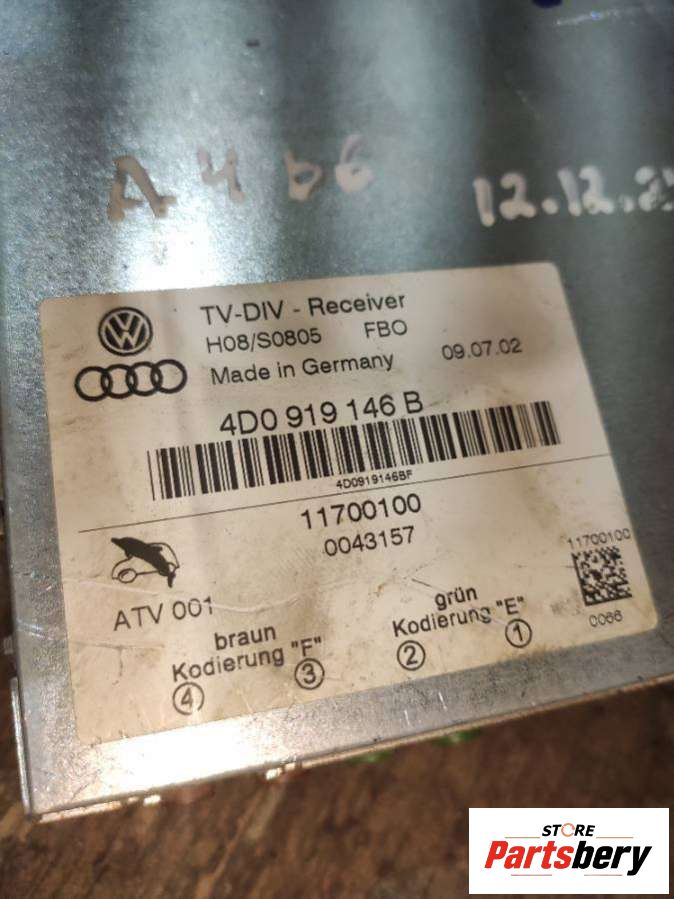 A4 b6
12.12.2
TV-DIV - Receiver
H08/S0805 FBO
Made in Germany 09.07.02
4D0 919 146 B
4D0919146BF
11700100
0043157
11700100
0066
ATV 001
braun
Kodierung "F"
4 3
grün
Kodierung "E"
2 1
STORE
Partsbery